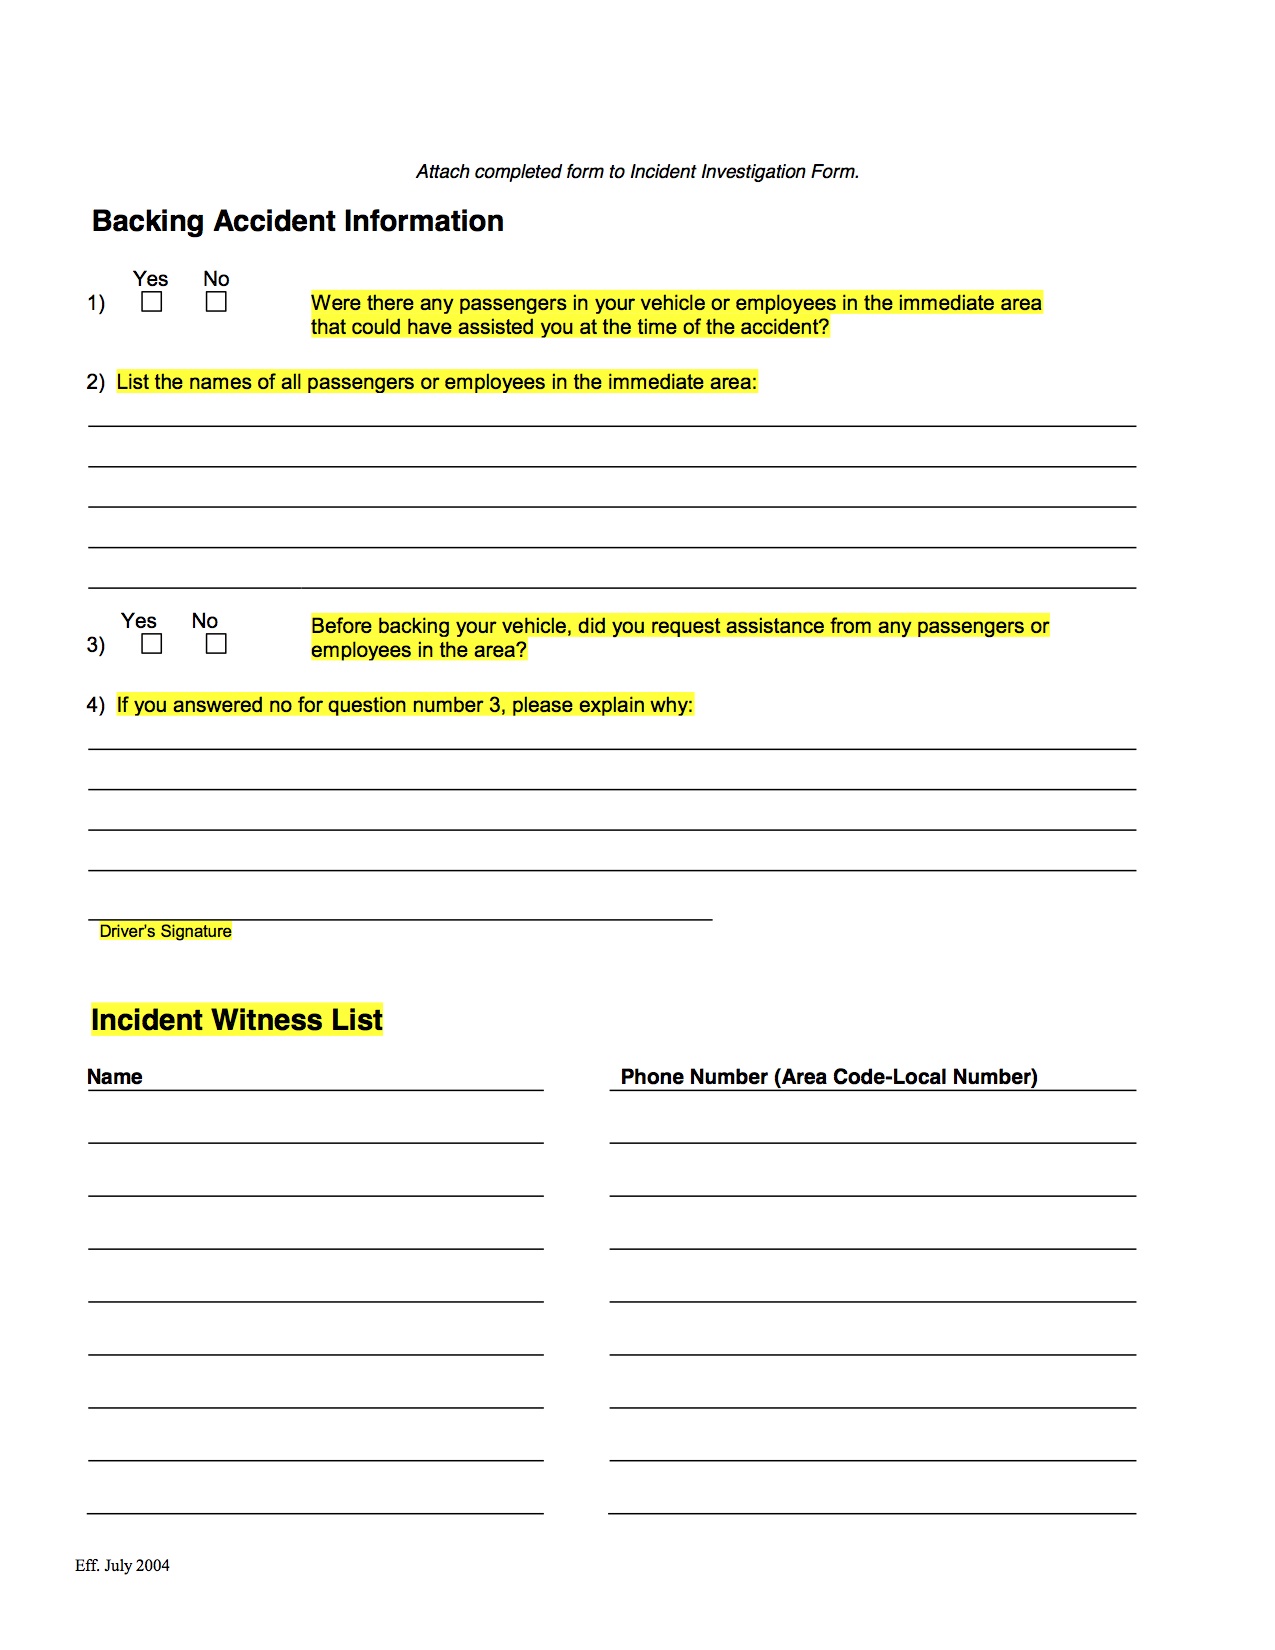 Attach completed form to Incident Investigation Form.
Backing Accident Information
Yes No
1) Were there any passengers in your vehicle or employees in the immediate area
that could have assisted you at the time of the accident?
2) List the names of all passengers or employees in the immediate area:
Yes No
3) Before backing your vehicle, did you request assistance from any passengers or
employees in the area?
4) If you answered no for question number 3, please explain why:
Driver's Signature
Incident Witness List
Name Phone Number (Area Code-Local Number)
Eff. July 2004